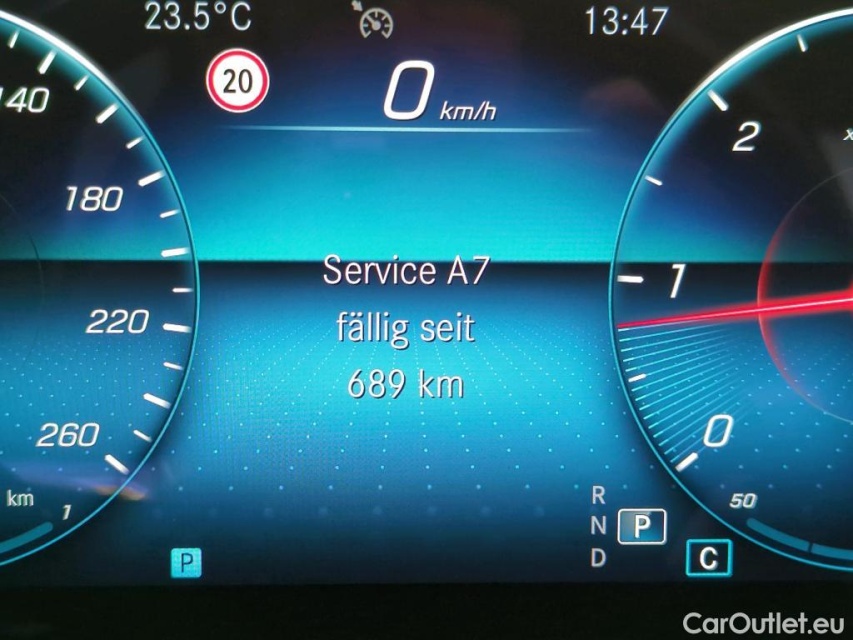 23.5°C
13:47
20
0 km/h
140
180
220
260
km
1
2
x
1
0
50
Service A7
fällig seit
689 km
R
N
P
D
P
C
CarOutlet.eu